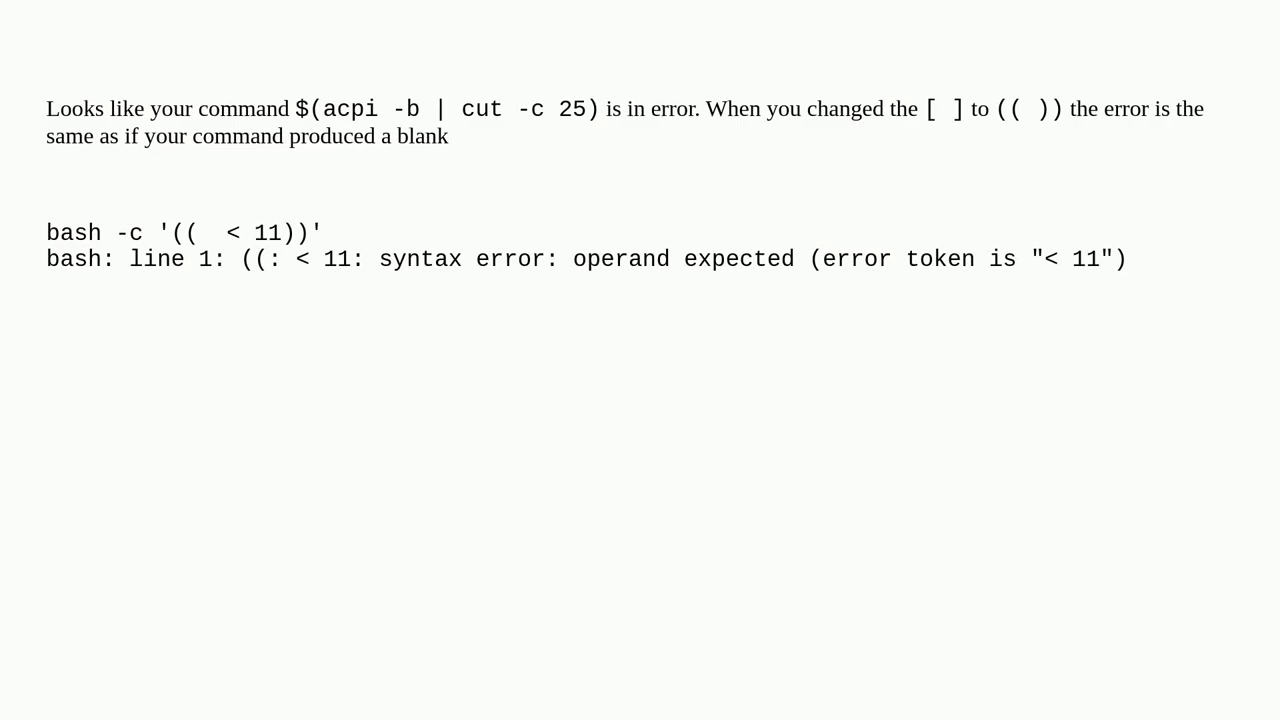 Looks like your command $(acpi -b | cut -c 25) is in error. When you changed the [ ] to (( )) the error is the
same as if your command produced a blank
bash -c '((  < 11))'
bash: line 1: ((: < 11: syntax error: operand expected (error token is "< 11")